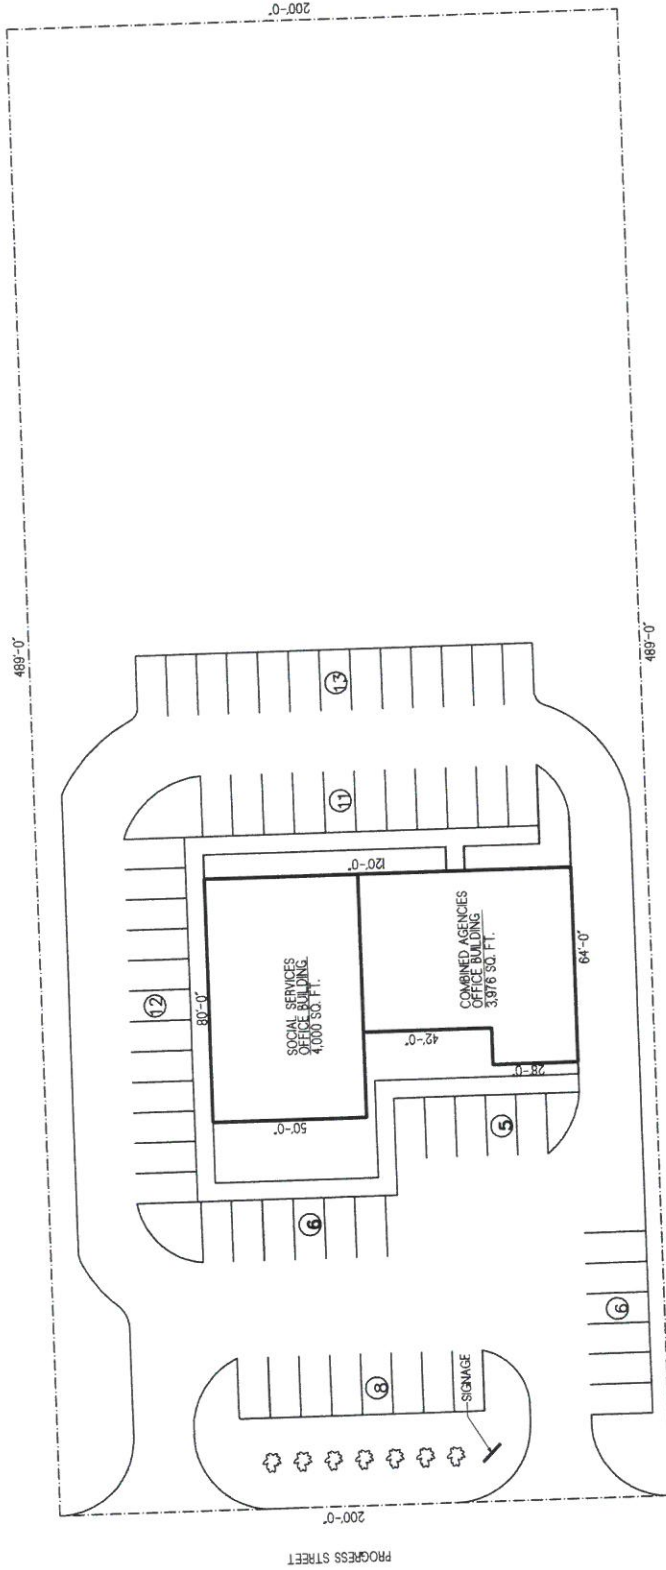 200'-0"
489'-0"
13
11
120'-0"
12
80'-0"
SOCIAL SERVICES
OFFICE BUILDING
4,000 SQ. FT.
COMBINED AGENCIES
OFFICE BUILDING
3,976 SQ. FT.
64'-0"
42'-0"
28'-0"
50'-0"
5
6
6
8
SIGNAGE
489'-0"
200'-0"
PROGRESS STREET